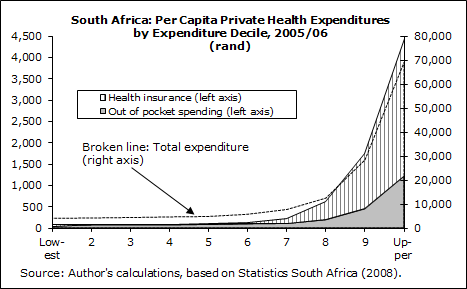 South Africa: Per Capita Private Health Expenditures
by Expenditure Decile, 2005/06
(rand)
4,500
4,000
3,500
3,000
2,500
2,000
1,500
1,000
500
0
80,000
70,000
60,000
50,000
40,000
30,000
20,000
10,000
0
Health insurance (left axis)
Out of pocket spending (left axis)
Broken line: Total expenditure
(right axis)
Low- 2 3 4 5 6 7 8 9 Up-
est per
Source: Author's calculations, based on Statistics South Africa (2008).